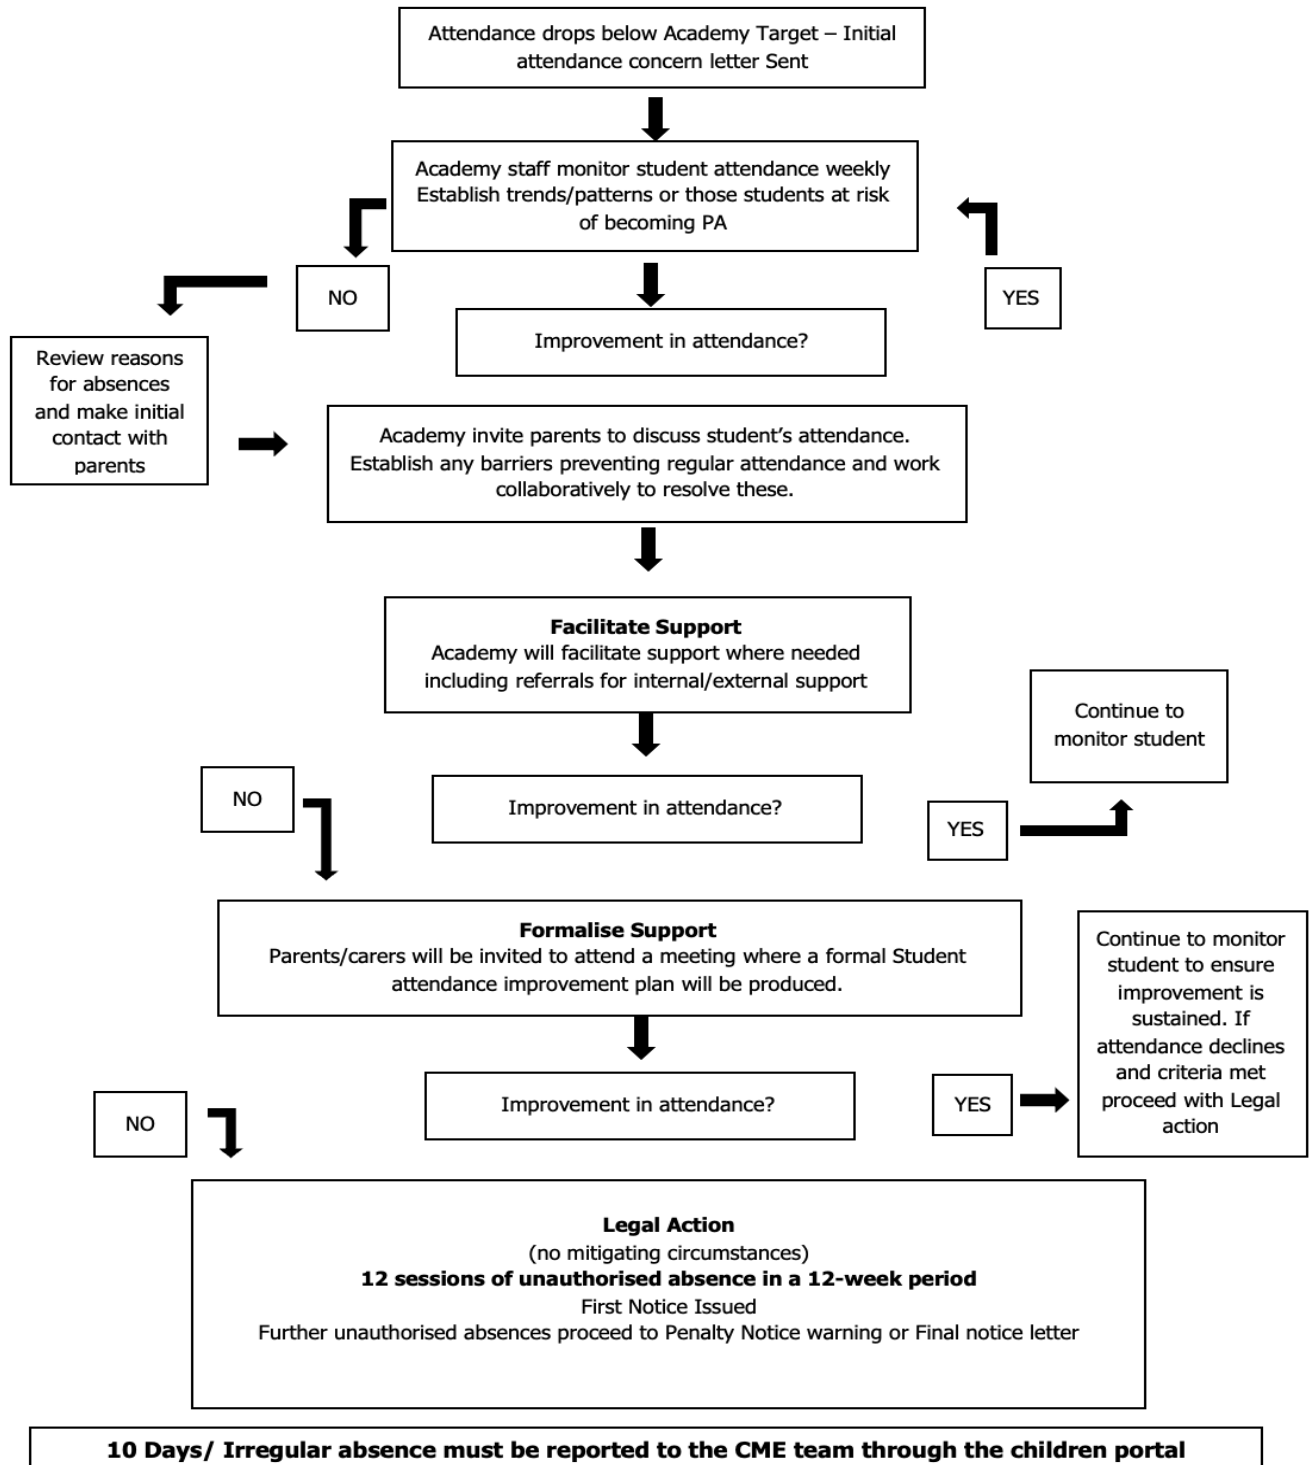 Attendance drops below Academy Target – Initial
attendance concern letter Sent
Academy staff monitor student attendance weekly
Establish trends/patterns or those students at risk
of becoming PA
NO
YES
Improvement in attendance?
Review reasons
for absences
and make initial
contact with
parents
Academy invite parents to discuss student’s attendance.
Establish any barriers preventing regular attendance and work
collaboratively to resolve these.
Facilitate Support
Academy will facilitate support where needed
including referrals for internal/external support
Continue to
monitor student
NO
Improvement in attendance?
YES
Formalise Support
Parents/carers will be invited to attend a meeting where a formal Student
attendance improvement plan will be produced.
Continue to monitor
student to ensure
improvement is
sustained. If
attendance declines
and criteria met
proceed with Legal
action
NO
Improvement in attendance?
YES
Legal Action
(no mitigating circumstances)
12 sessions of unauthorised absence in a 12-week period
First Notice Issued
Further unauthorised absences proceed to Penalty Notice warning or Final notice letter
10 Days/ Irregular absence must be reported to the CME team through the children portal